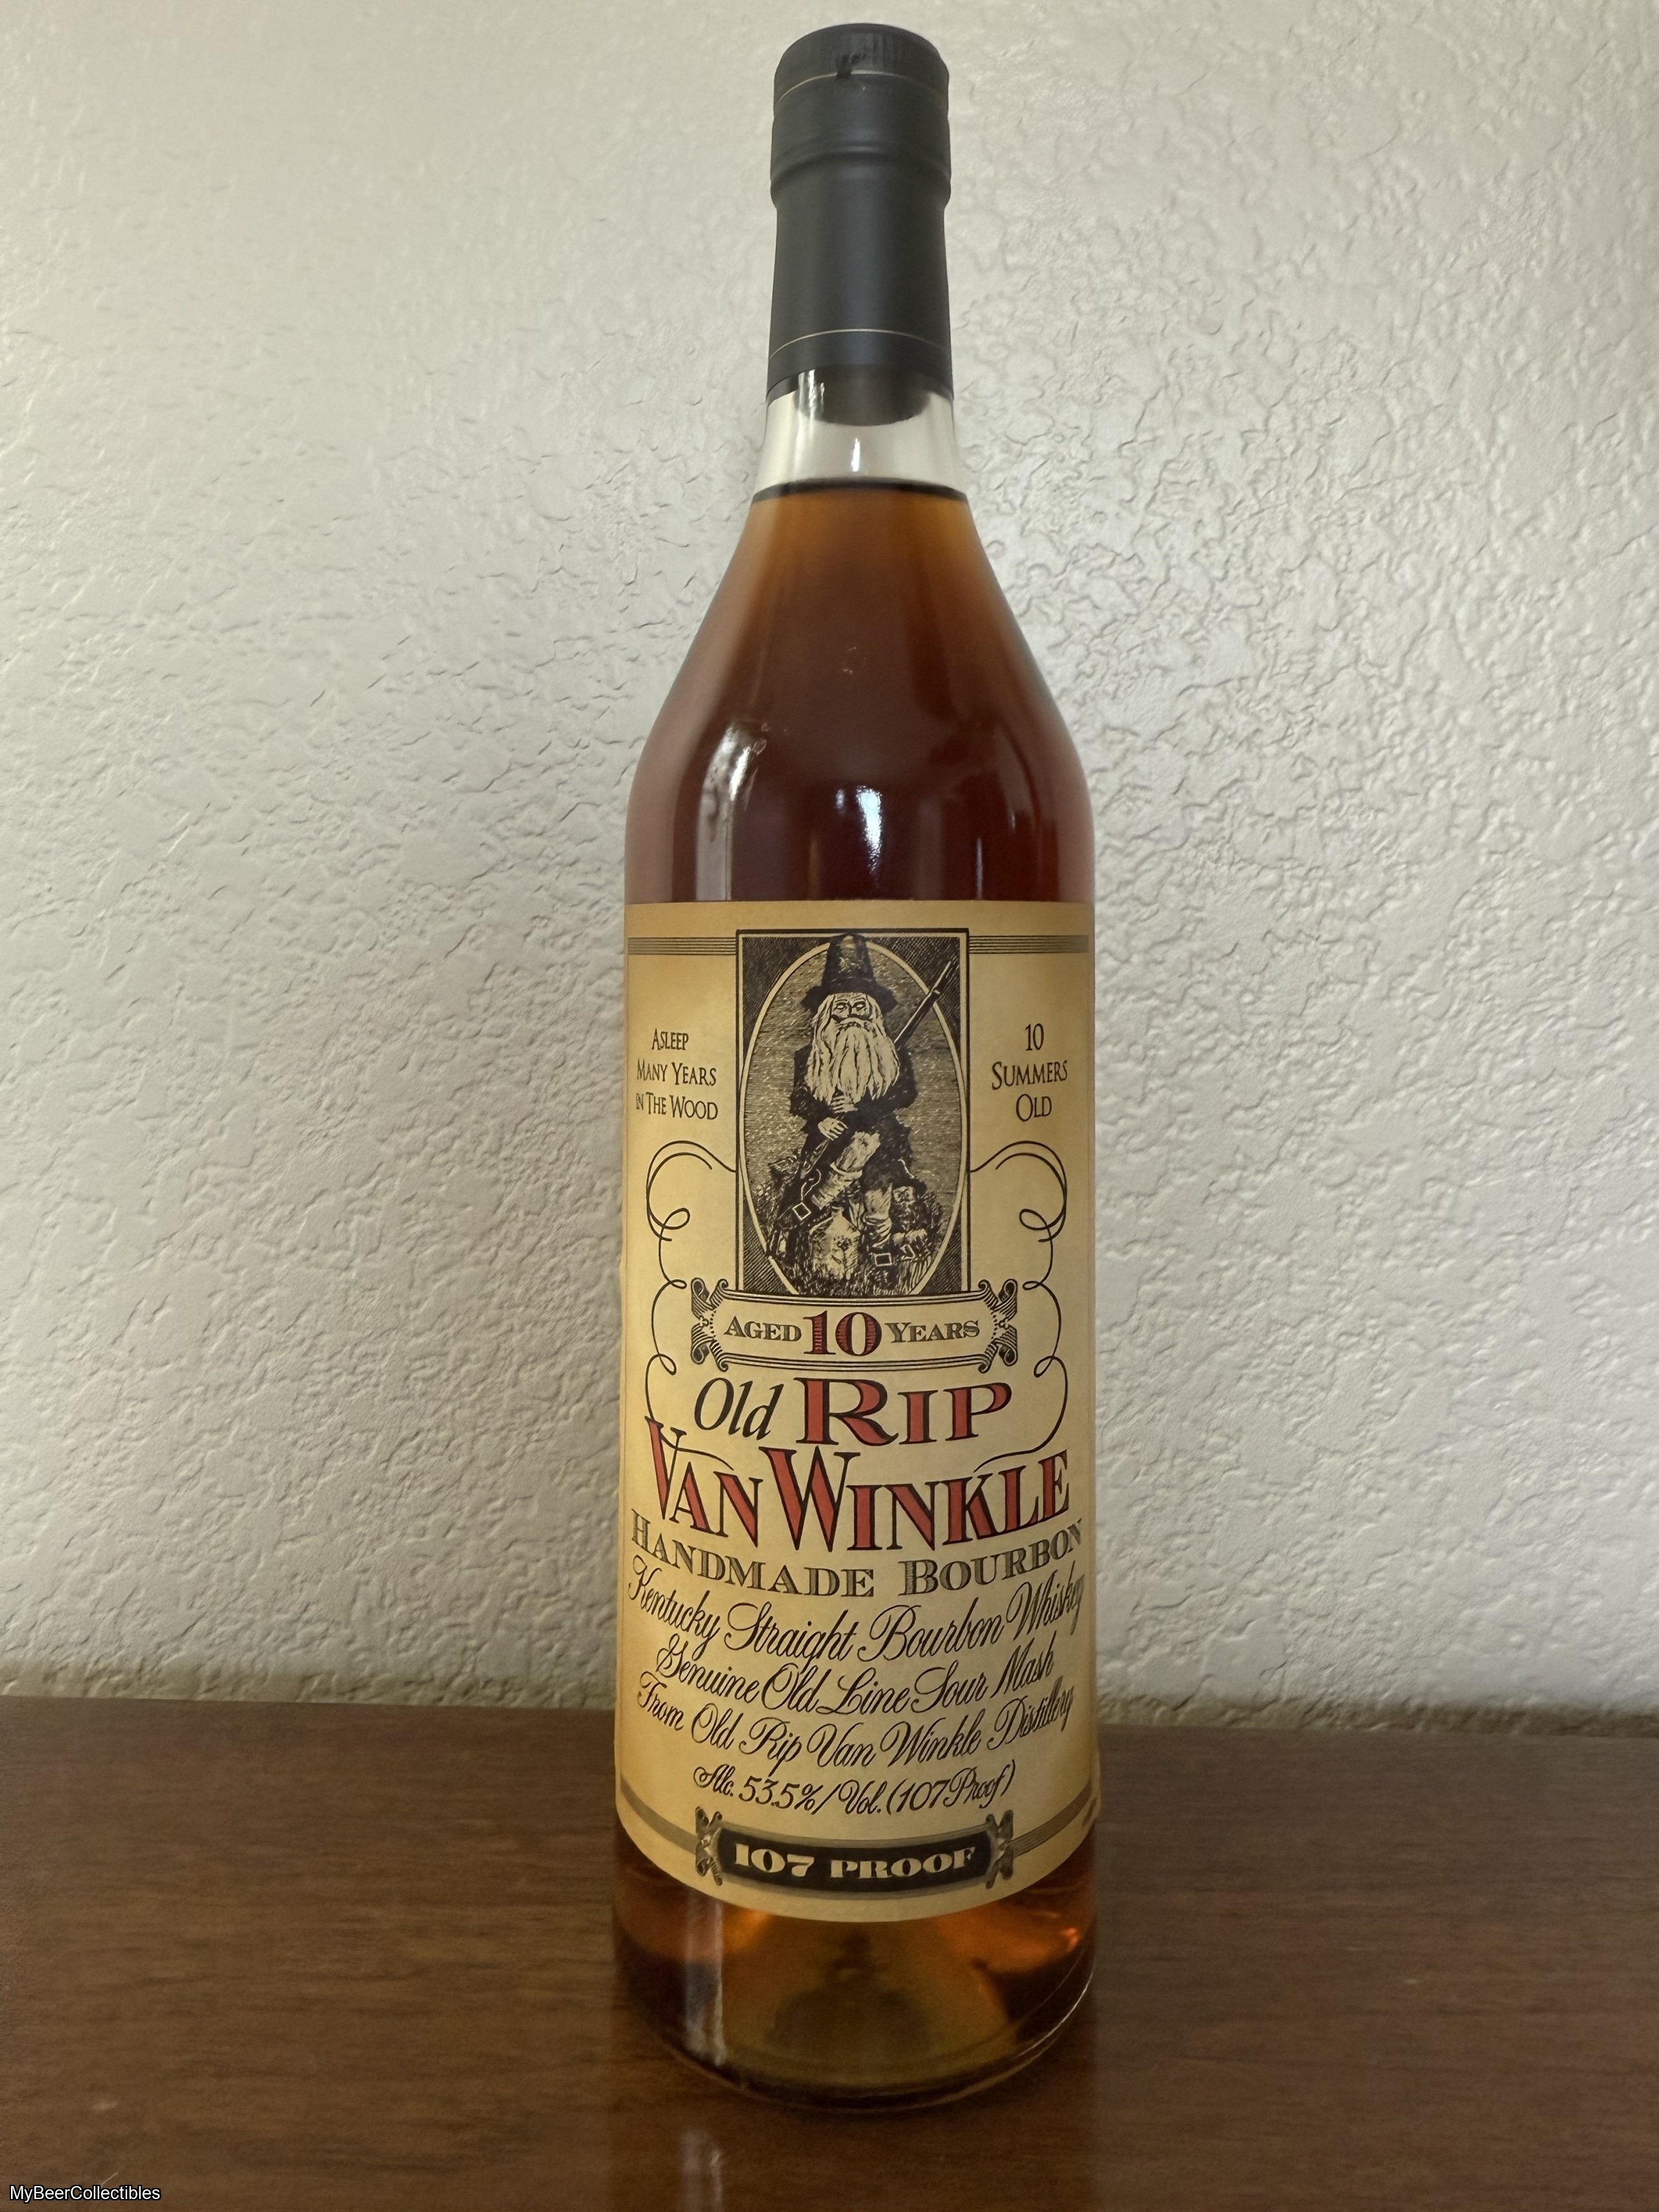 ASLEEP
MANY YEARS
IN THE WOOD
10
SUMMERS
OLD
AGED 10 YEARS
Old RIP
VAN WINKLE
HANDMADE BOURBON
Kentucky Straight Bourbon Whiskey
Genuine Old Line Sour Mash
From Old Rip Van Winkle Distillery
Alc. 53.5% / Vol. (107 Proof)
107 PROOF
MyBeerCollectibles